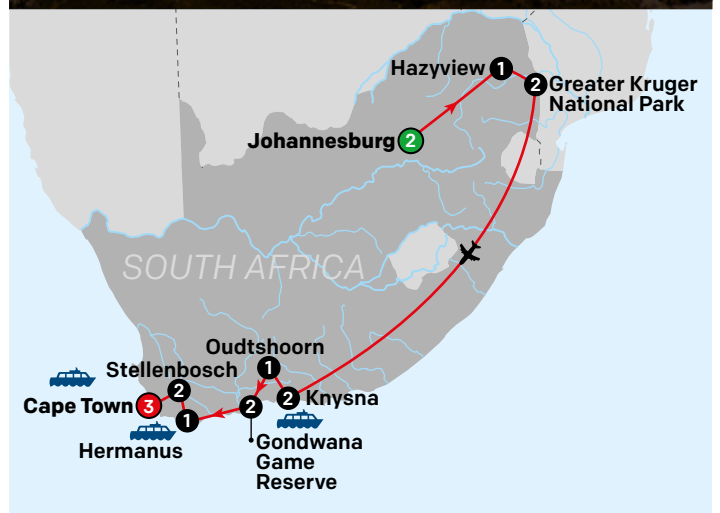 Hazyview 1
2 Greater Kruger
National Park
Johannesburg 2
SOUTH AFRICA
Oudtshoorn
1
Stellenbosch
2
2 Knysna
Cape Town 3
2
1
Hermanus
Gondwana
Game
Reserve